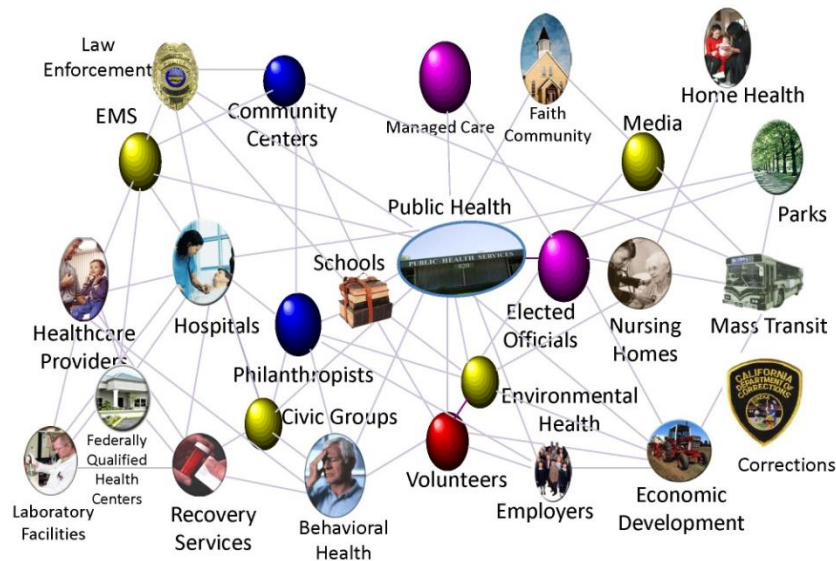 Law
Enforcement
EMS
Community
Centers
Managed Care
Faith
Community
Home Health
Media
Parks
Public Health
PUBLIC HEALTH SERVICES
Schools
Healthcare
Providers
Hospitals
Philanthropists
Elected
Officials
Nursing
Homes
Mass Transit
Civic Groups
Environmental
Health
CALIFORNIA
DEPARTMENT OF
CORRECTIONS
Corrections
Federally
Qualified
Health
Centers
Laboratory
Facilities
Recovery
Services
Behavioral
Health
Volunteers
Employers
Economic
Development